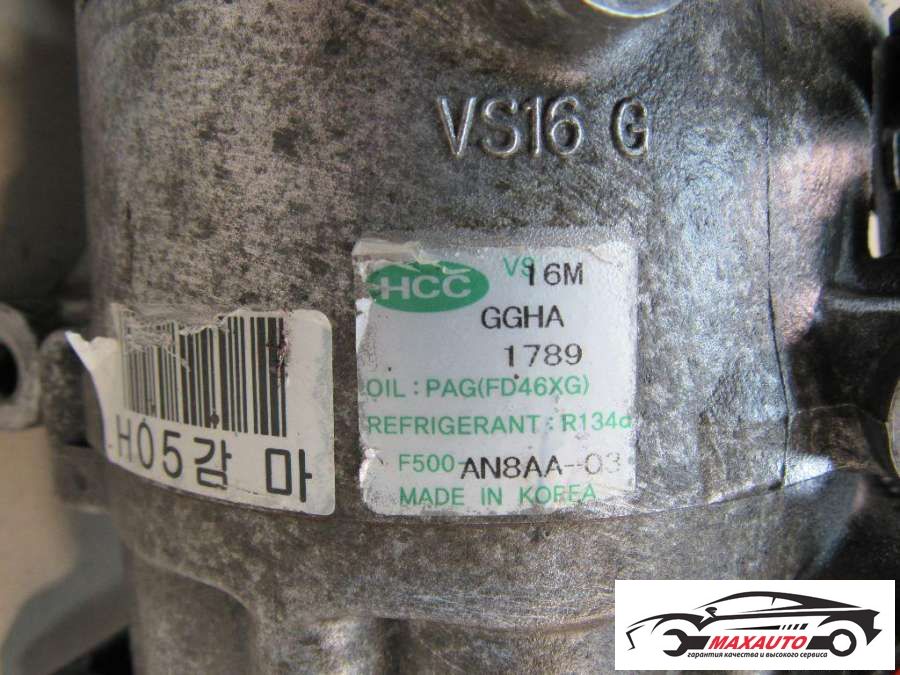 VS16 G
HCC VS16M
GGHA
1789
OIL : PAG(FD46XG)
REFRIGERANT : R134a
F500-AN8AA-03
MADE IN KOREA
H05감 마
MAXAUTO
гарантия качества и высокого сервиса